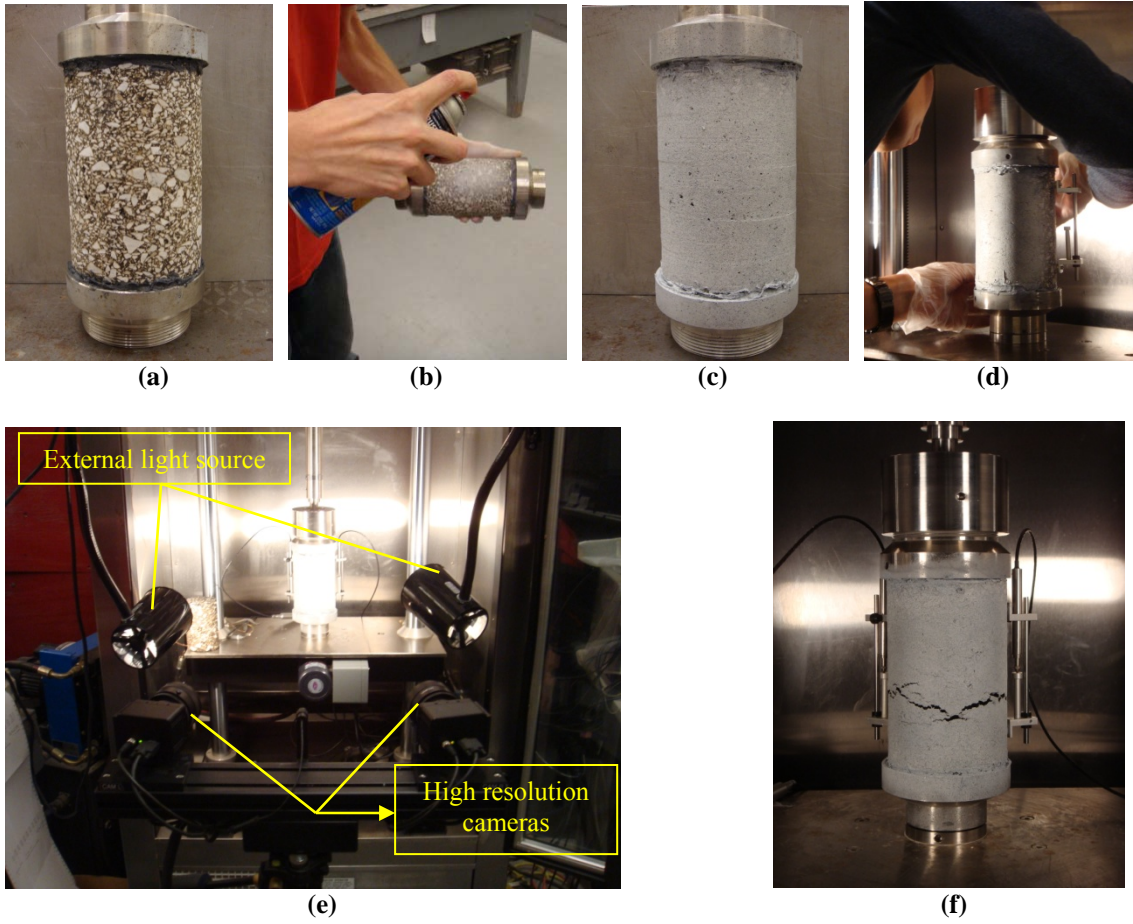 (a)
(b)
(c)
(d)
External light source
High resolution
cameras
(e)
(f)